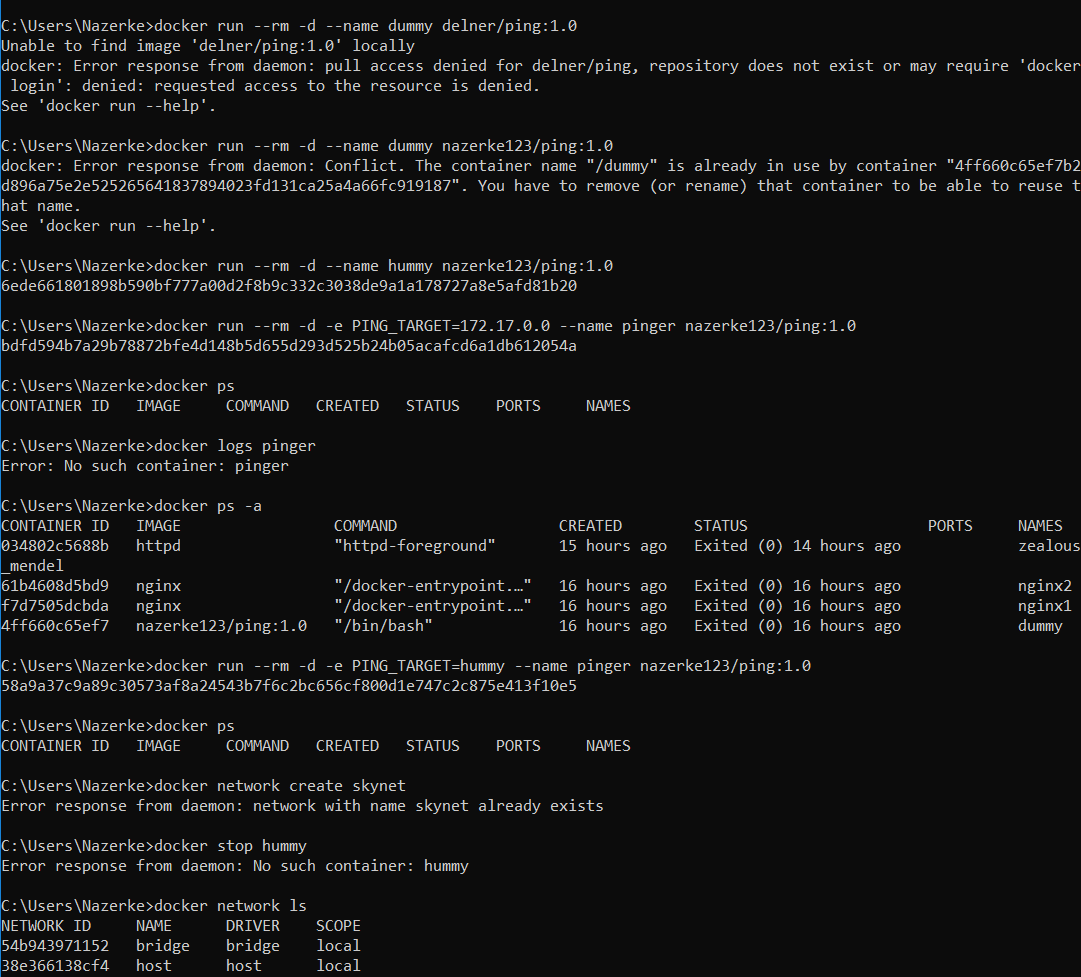 C:\Users\Nazerke>docker run --rm -d --name dummy delner/ping:1.0
Unable to find image 'delner/ping:1.0' locally
docker: Error response from daemon: pull access denied for delner/ping, repository does not exist or may require 'docker
 login': denied: requested access to the resource is denied.
See 'docker run --help'.

C:\Users\Nazerke>docker run --rm -d --name dummy nazerke123/ping:1.0
docker: Error response from daemon: Conflict. The container name "/dummy" is already in use by container "4ff660c65ef7b2
d896a75e2e525265641837894023fd131ca25a4a66fc919187". You have to remove (or rename) that container to be able to reuse t
hat name.
See 'docker run --help'.

C:\Users\Nazerke>docker run --rm -d --name hummy nazerke123/ping:1.0
6ede661801898b590bf777a00d2f8b9c332c3038de9a1a178727a8e5afd81b20

C:\Users\Nazerke>docker run --rm -d -e PING_TARGET=172.17.0.0 --name pinger nazerke123/ping:1.0
bdfd594b7a29b78872bfe4d148b5d655d293d525b24b05acafcd6a1db612054a

C:\Users\Nazerke>docker ps
CONTAINER ID   IMAGE     COMMAND   CREATED   STATUS    PORTS     NAMES

C:\Users\Nazerke>docker logs pinger
Error: No such container: pinger

C:\Users\Nazerke>docker ps -a
CONTAINER ID   IMAGE                 COMMAND                  CREATED        STATUS                    PORTS     NAMES
034802c5688b   httpd                 "httpd-foreground"       15 hours ago   Exited (0) 14 hours ago             zealous
_mendel
61b4608d5bd9   nginx                 "/docker-entrypoint.…"   16 hours ago   Exited (0) 16 hours ago             nginx2
f7d7505dcbda   nginx                 "/docker-entrypoint.…"   16 hours ago   Exited (0) 16 hours ago             nginx1
4ff660c65ef7   nazerke123/ping:1.0   "/bin/bash"              16 hours ago   Exited (0) 16 hours ago             dummy

C:\Users\Nazerke>docker run --rm -d -e PING_TARGET=hummy --name pinger nazerke123/ping:1.0
58a9a37c9a89c30573af8a24543b7f6c2bc656cf800d1e747c2c875e413f10e5

C:\Users\Nazerke>docker ps
CONTAINER ID   IMAGE     COMMAND   CREATED   STATUS    PORTS     NAMES

C:\Users\Nazerke>docker network create skynet
Error response from daemon: network with name skynet already exists

C:\Users\Nazerke>docker stop hummy
Error response from daemon: No such container: hummy

C:\Users\Nazerke>docker network ls
NETWORK ID     NAME      DRIVER    SCOPE
54b943971152   bridge    bridge    local
38e366138cf4   host      host      local